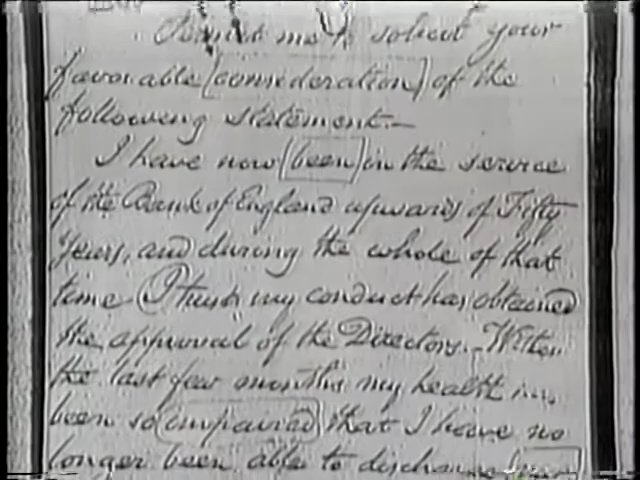 Permit me to solicit your
favorable (consideration) of the
following statement.—
I have now (been) in the service
of the Bank of England upwards of Fifty
Years, and during the whole of that
time I trust my conduct has obtained
the approval of the Directors. – Within
the last few months my health has
been so (impaired) that I have no
longer been able to discharge my